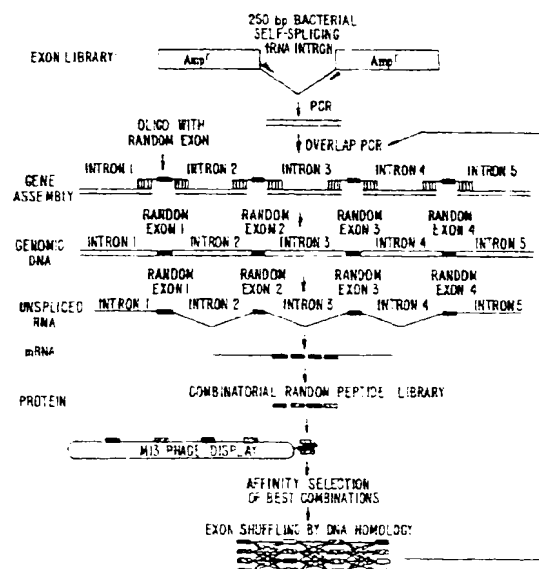 250 bp BACTERIAL
SELF-SPLICING
tRNA INTRON
EXON LIBRARY:
Ampʳ
Ampʳ
PCR
OLIGO WITH
RANDOM EXON
OVERLAP PCR
INTRON 1
INTRON 2
INTRON 3
INTRON 4
INTRON 5
GENE
ASSEMBLY
RANDOM
EXON 1
RANDOM
EXON 2
RANDOM
EXON 3
RANDOM
EXON 4
GENOMIC
DNA
INTRON 1
INTRON 2
INTRON 3
INTRON 4
INTRON 5
RANDOM
EXON 1
RANDOM
EXON 2
RANDOM
EXON 3
RANDOM
EXON 4
UNSPLICED
RNA
INTRON 1
INTRON 2
INTRON 3
INTRON 4
INTRON 5
mRNA
COMBINATORIAL RANDOM PEPTIDE LIBRARY
PROTEIN
M13 PHAGE DISPLAY
AFFINITY SELECTION
OF BEST COMBINATIONS
EXON SHUFFLING BY DNA HOMOLOGY